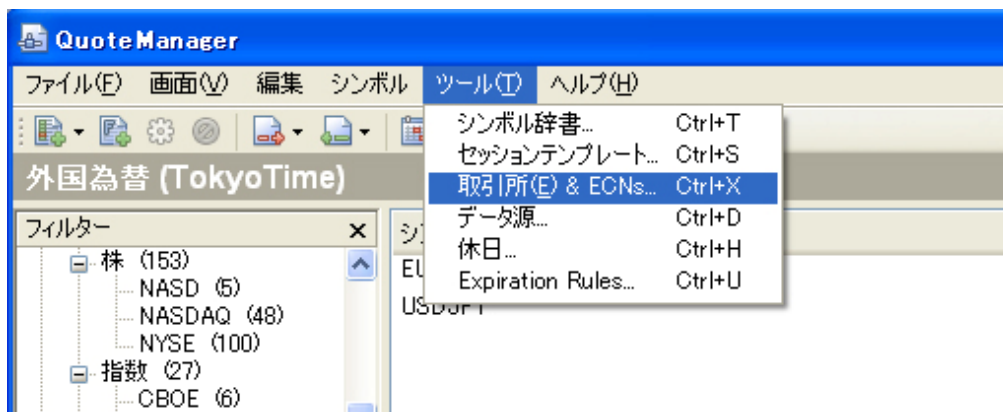 QuoteManager
ファイル(F) 画面(V) 編集 シンボル ツール(T) ヘルプ(H)
シンボル辞書... Ctrl+T
セッションテンプレート... Ctrl+S
取引所(E) & ECNs... Ctrl+X
データ源... Ctrl+D
休日... Ctrl+H
Expiration Rules... Ctrl+U
外国為替 (TokyoTime)
フィルター
株 (153)
NASD (5)
NASDAQ (48)
NYSE (100)
指数 (27)
CBOE (6)
USDJPY